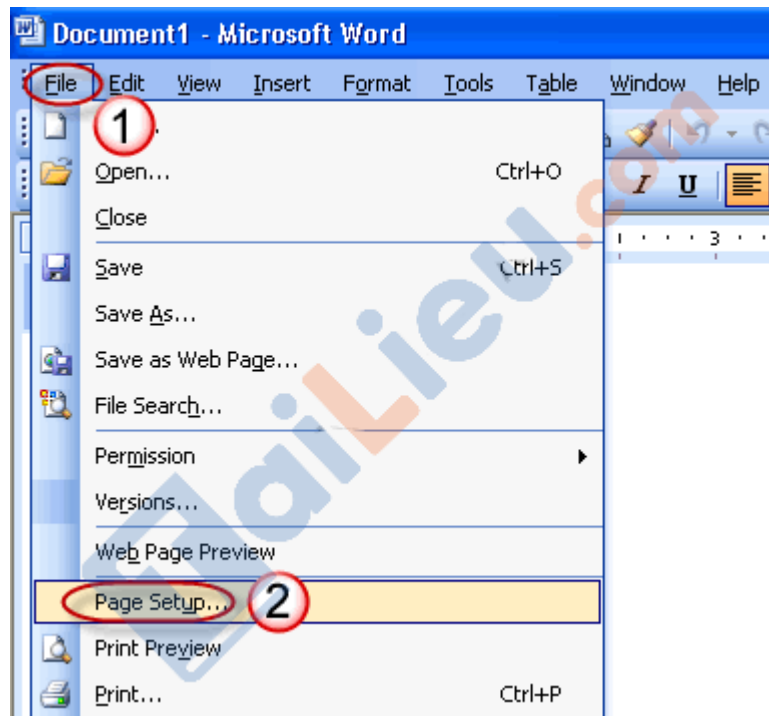 Document1 - Microsoft Word
File Edit View Insert Format Tools Table Window Help
1
Open... Ctrl+O
I U
Close
3
Save Ctrl+S
Save As...
Save as Web Page...
File Search...
Permission
Versions...
Web Page Preview
Page Setup... 2
Print Preview
Print... Ctrl+P
TaiLieu.com